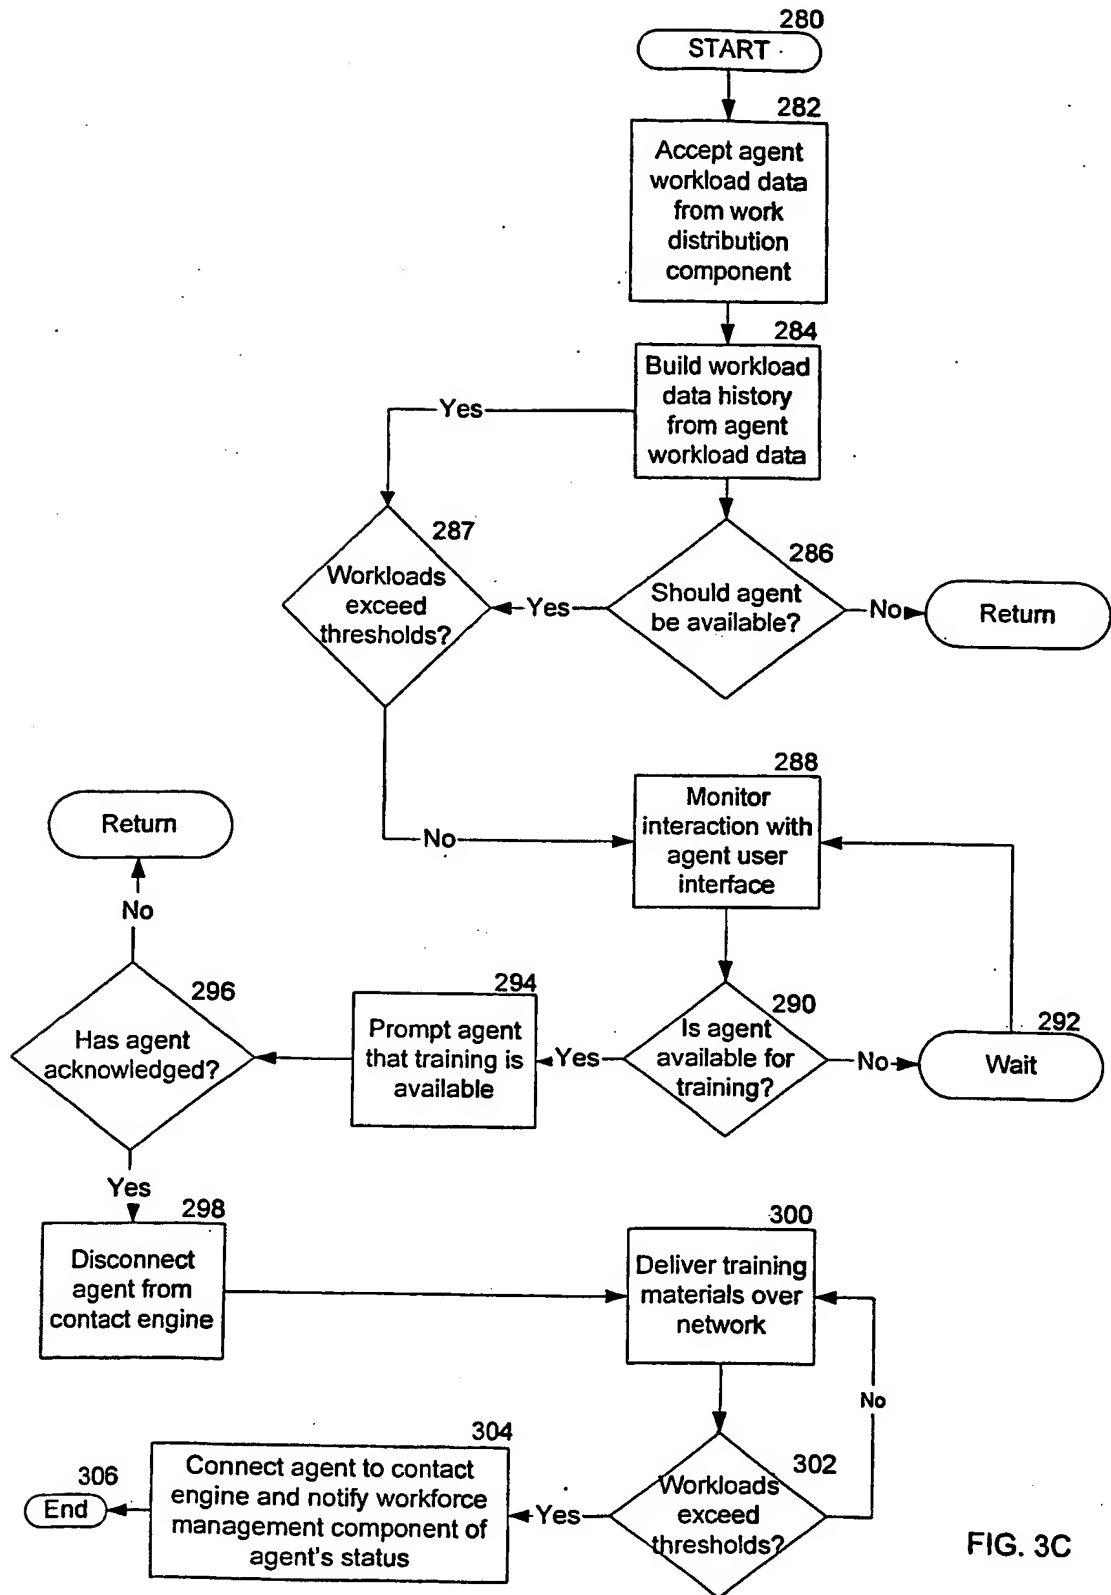 280
START
282
Accept agent
workload data
from work
distribution
component
284
Build workload
data history
from agent
workload data
Yes
287
Workloads
exceed
thresholds?
Yes
286
Should agent
be available?
No
Return
288
Monitor
interaction with
agent user
interface
No
Return
No
296
Has agent
acknowledged?
294
Prompt agent
that training is
available
Yes
290
Is agent
available for
training?
No
292
Wait
Yes
298
Disconnect
agent from
contact engine
300
Deliver training
materials over
network
No
304
Connect agent to contact
engine and notify workforce
management component of
agent's status
306
End
Yes
302
Workloads
exceed
thresholds?
FIG. 3C